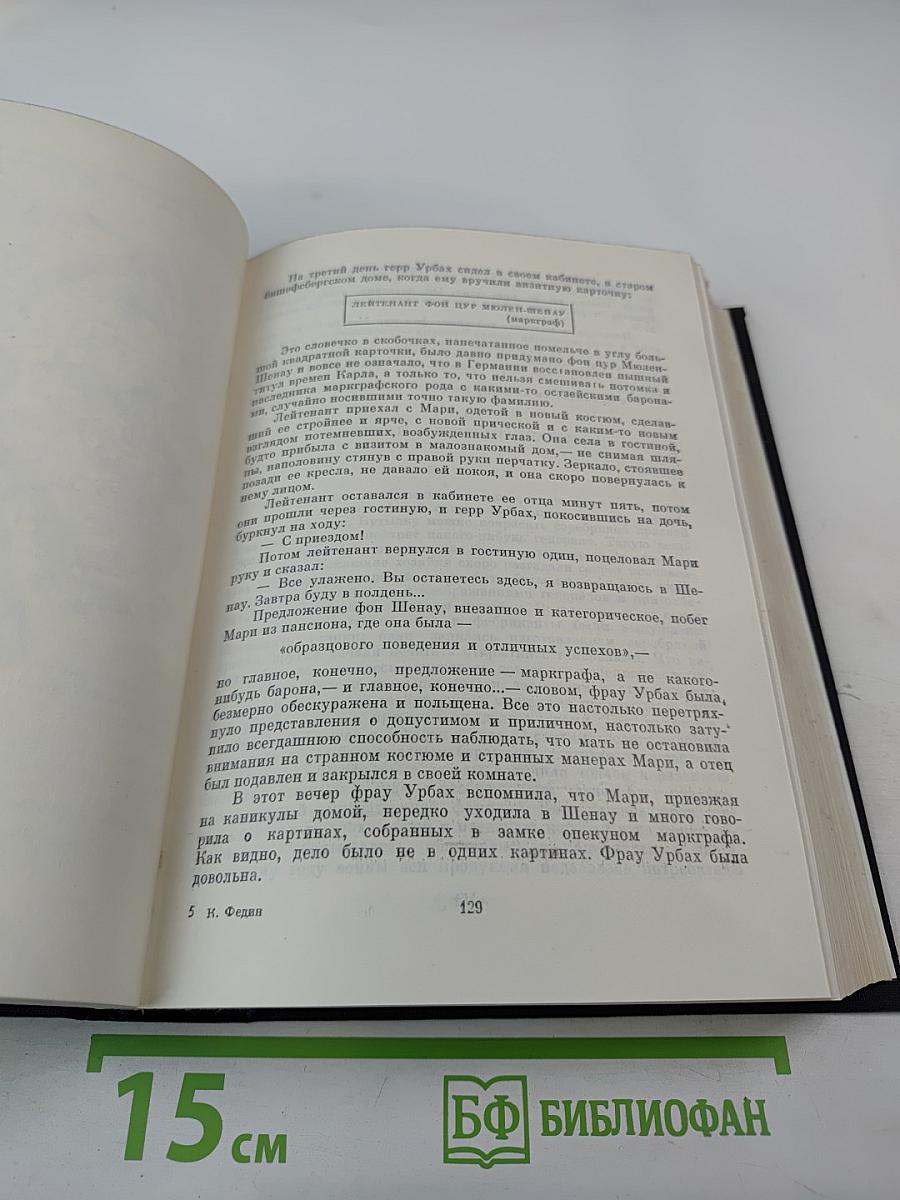 На третий день герр Урбах сидел в своем кабинете, в старом
бишофсбергском доме, когда ему вручили визитную карточку:
ЛЕЙТЕНАНТ ФОН ЦУР МЮЛЕН-ШЕНАУ
(маркграф)
Это словечко в скобочках, напечатанное помельче в углу боль-
шой квадратной карточки, было давно придумано фон цур Мюлен-
Шенау и вовсе не означало, что в Германии восстановлен пышный
титул времен Карла, а только то, что нельзя смешивать потомка и
наследника маркграфского рода с какими-то остзейскими барона-
ми, случайно носившими точно такую фамилию.
Лейтенант приехал с Мари, одетой в новый костюм, сделав-
ший ее стройнее и ярче, с новой прической и с каким-то новым
взглядом потемневших, возбужденных глаз. Она села в гостиной,
будто прибыла с визитом в малознакомый дом,— не снимая шля-
пы, наполовину стянув с правой руки перчатку. Зеркало, стоявшее
позади ее кресла, не давало ей покоя, и она скоро повернулась к
нему лицом.
Лейтенант оставался в кабинете ее отца минут пять, потом
они прошли через гостиную, и герр Урбах, покосившись на дочь,
буркнул на ходу:
— С приездом!
Потом лейтенант вернулся в гостиную один, поцеловал Мари
руку и сказал:
— Все улажено. Вы останетесь здесь, я возвращаюсь в Ше-
нау. Завтра буду в полдень...
Предложение фон Шенау, внезапное и категорическое, побег
Мари из пансиона, где она была —
«образцового поведения и отличных успехов»,—
но главное, конечно, предложение — маркграфа, а не какого-
нибудь барона,— и главное, конечно...— словом, фрау Урбах была
безмерно обескуражена и польщена. Все это настолько перетрях-
нуло представления о допустимом и приличном, настолько зату-
пило всегдашнюю способность наблюдать, что мать не остановила
внимания на странном костюме и странных манерах Мари, а отец
был подавлен и закрылся в своей комнате.
В этот вечер фрау Урбах вспомнила, что Мари, приезжая
на каникулы домой, нередко уходила в Шенау и много гово-
рила о картинах, собранных в замке опекуном маркграфа.
Как видно, дело было не в одних картинах. Фрау Урбах была
довольна.
5 К. Федин
129
15 см
БФ БИБЛИОФАН